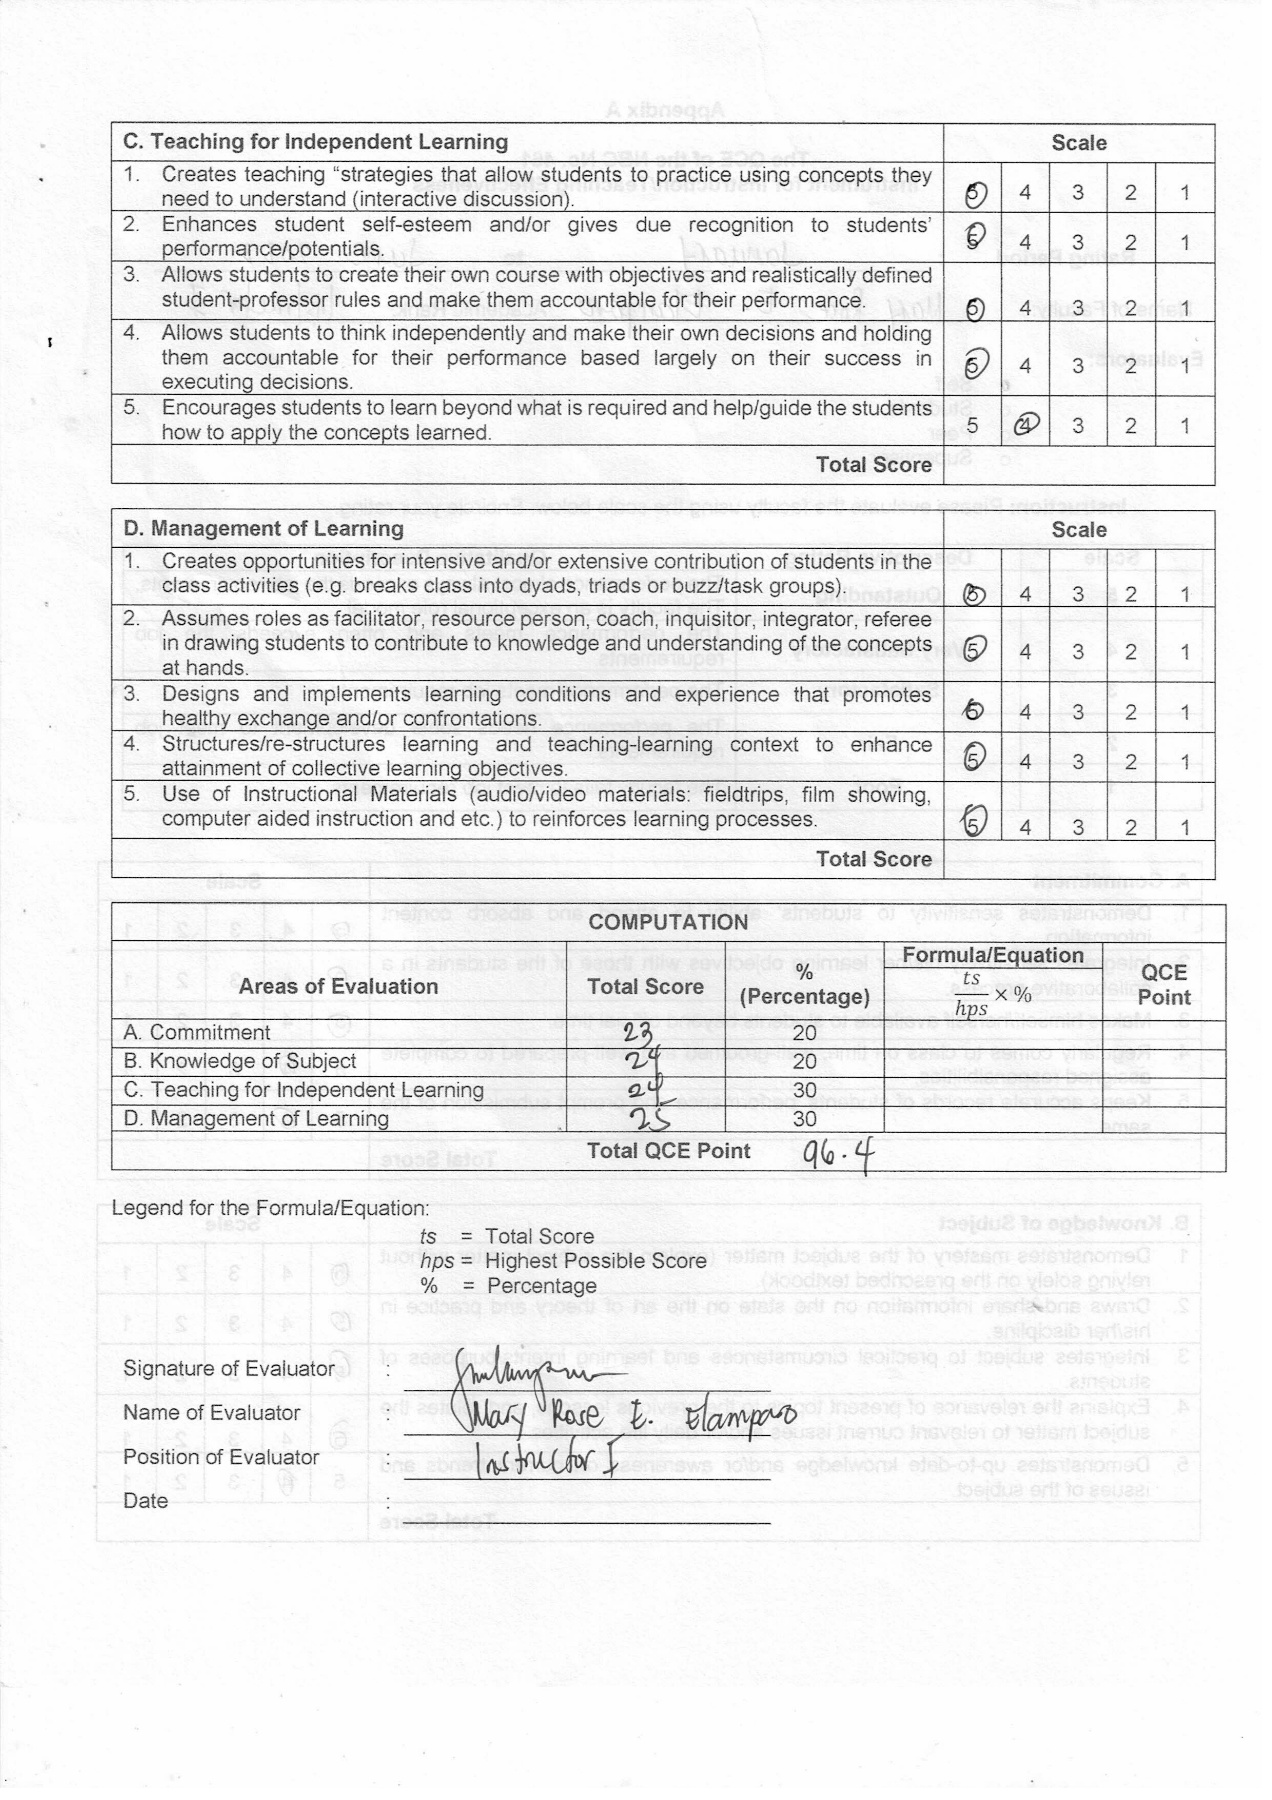 C. Teaching for Independent Learning Scale
1. Creates teaching “strategies that allow students to practice using concepts they
need to understand (interactive discussion). 5 4 3 2 1
2. Enhances student self-esteem and/or gives due recognition to students'
performance/potentials. 5 4 3 2 1
3. Allows students to create their own course with objectives and realistically defined
student-professor rules and make them accountable for their performance. 5 4 3 2 1
4. Allows students to think independently and make their own decisions and holding
them accountable for their performance based largely on their success in 5 4 3 2 1
executing decisions.
5. Encourages students to learn beyond what is required and help/guide the students
how to apply the concepts learned. 5 4 3 2 1
Total Score
D. Management of Learning Scale
1. Creates opportunities for intensive and/or extensive contribution of students in the
class activities (e.g. breaks class into dyads, triads or buzz/task groups). 5 4 3 2 1
2. Assumes roles as facilitator, resource person, coach, inquisitor, integrator, referee
in drawing students to contribute to knowledge and understanding of the concepts 5 4 3 2 1
at hands.
3. Designs and implements learning conditions and experience that promotes
healthy exchange and/or confrontations. 5 4 3 2 1
4. Structures/re-structures learning and teaching-learning context to enhance
attainment of collective learning objectives. 5 4 3 2 1
5. Use of Instructional Materials (audio/video materials: fieldtrips, film showing,
computer aided instruction and etc.) to reinforces learning processes. 5 4 3 2 1
Total Score
COMPUTATION
Areas of Evaluation Total Score % (Percentage) Formula/Equation ts/hps × % QCE Point
A. Commitment 23 20
B. Knowledge of Subject 24 20
C. Teaching for Independent Learning 24 30
D. Management of Learning 25 30
Total QCE Point 96.4
Legend for the Formula/Equation:
ts = Total Score
hps = Highest Possible Score
% = Percentage
Signature of Evaluator :
Name of Evaluator : Mary Rose E. Elamparo
Position of Evaluator : Instructor I
Date :